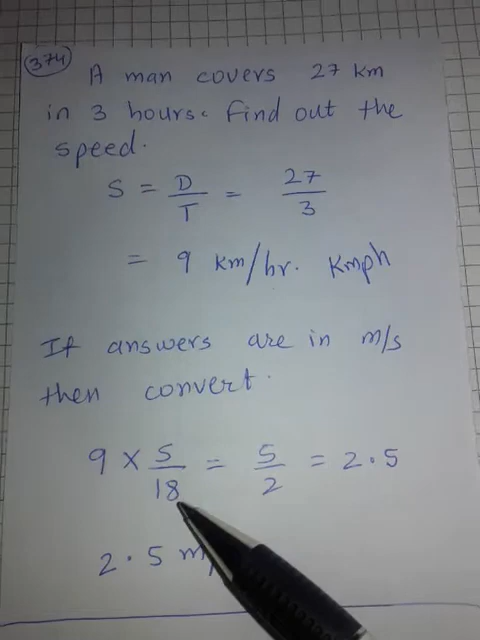 374
A man covers 27 km
in 3 hours. Find out the
speed.
S = D/T = 27/3
= 9 km/hr. Kmph
If answers are in m/s
then convert.
9 × 5/18 = 5/2 = 2.5
2.5 m/